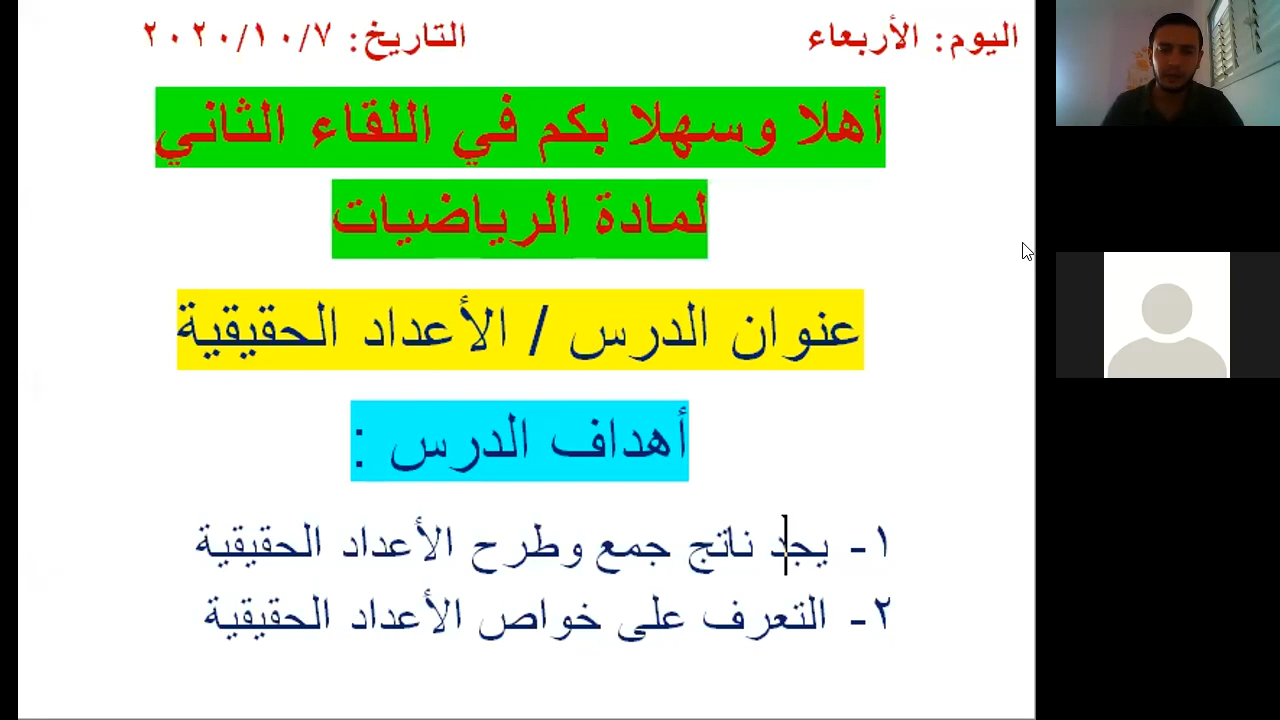 اليوم: الأربعاء التاريخ: ٢٠٢٠/١٠/٧
أهلا وسهلا بكم في اللقاء الثاني
لمادة الرياضيات
عنوان الدرس / الأعداد الحقيقية
أهداف الدرس :
١- يجد ناتج جمع وطرح الأعداد الحقيقية
٢- التعرف على خواص الأعداد الحقيقية